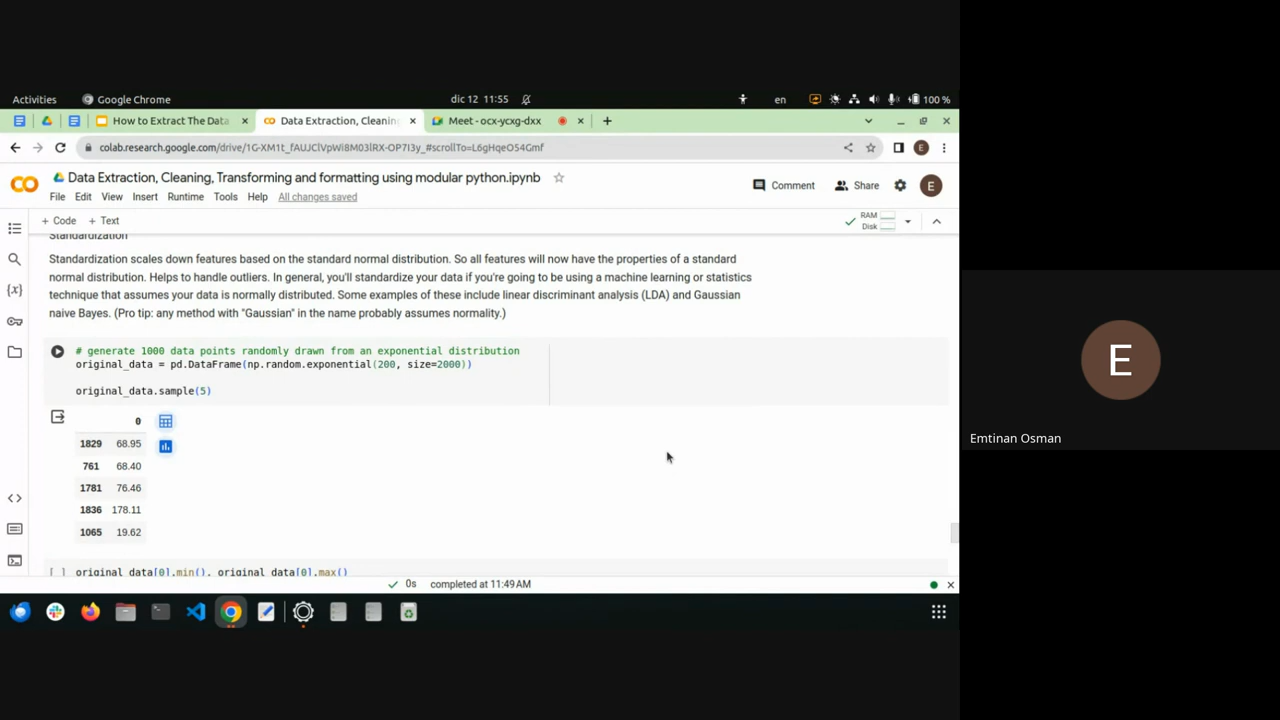 Activities Google Chrome dic 12 11:55 en 100 %
How to Extract The Data Data Extraction, Cleaning Meet - ocx-ycxg-dxx
colab.research.google.com/drive/1G-XM1t_fAUJClVpWi8M03lRX-OP7I3y_#scrollTo=L6gHqeO54Gmf E
Data Extraction, Cleaning, Transforming and formatting using modular python.ipynb Comment Share E
File Edit View Insert Runtime Tools Help All changes saved
+ Code + Text RAM Disk
Standardization
Standardization scales down features based on the standard normal distribution. So all features will now have the properties of a standard
normal distribution. Helps to handle outliers. In general, you'll standardize your data if you're going to be using a machine learning or statistics
technique that assumes your data is normally distributed. Some examples of these include linear discriminant analysis (LDA) and Gaussian
naive Bayes. (Pro tip: any method with "Gaussian" in the name probably assumes normality.)
# generate 1000 data points randomly drawn from an exponential distribution
original_data = pd.DataFrame(np.random.exponential(200, size=2000))
original_data.sample(5)
0
1829 68.95
761 68.40
1781 76.46
1836 178.11
1065 19.62
[ ] original_data[0].min(), original_data[0].max()
0s completed at 11:49 AM
E
Emtinan Osman